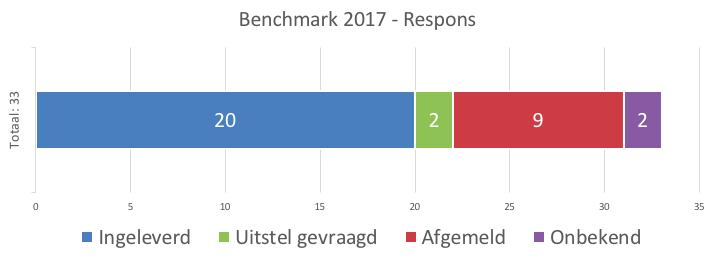 Benchmark 2017 - Respons
Totaal: 33
20 2 9 2
0 5 10 15 20 25 30 35
Ingeleverd Uitstel gevraagd Afgemeld Onbekend